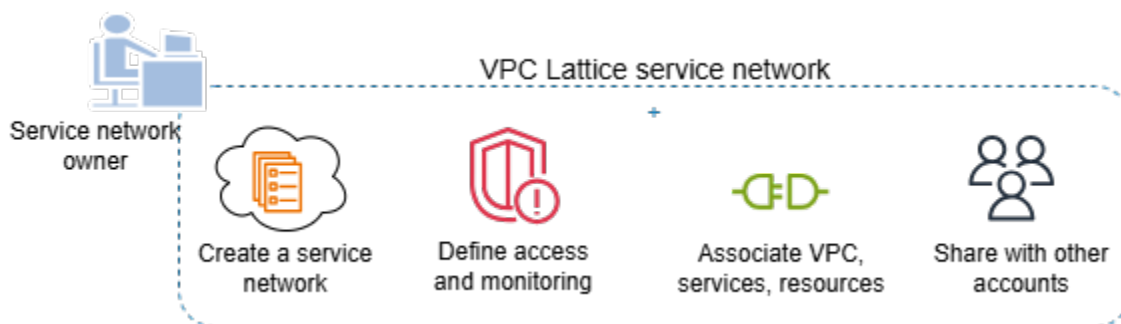 VPC Lattice service network
Service network
owner
Create a service
network
Define access
and monitoring
Associate VPC,
services, resources
Share with other
accounts